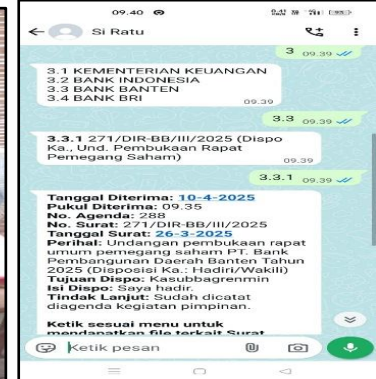 09.40
Si Ratu
3 09.39
3.1 KEMENTERIAN KEUANGAN
3.2 BANK INDONESIA
3.3 BANK BANTEN
3.4 BANK BRI 09.39
3.3 09.39
3.3.1 271/DIR-BB/III/2025 (Dispo
Ka., Und. Pembukaan Rapat
Pemegang Saham) 09.39
3.3.1 09.39
Tanggal Diterima: 10-4-2025
Pukul Diterima: 09.35
No. Agenda: 288
No. Surat: 271/DIR-BB/III/2025
Tanggal Surat: 26-3-2025
Perihal: Undangan pembukaan rapat
umum pemegang saham PT. Bank
Pembangunan Daerah Banten Tahun
2025 (Disposisi Ka.: Hadiri/Wakili)
Tujuan Dispo: Kasubbagrenmin
Isi Dispo: Saya hadir.
Tindak Lanjut: Sudah dicatat
diagenda kegiatan pimpinan.
Ketik sesuai menu untuk
mendapatkan file terkait Surat
Ketik pesan